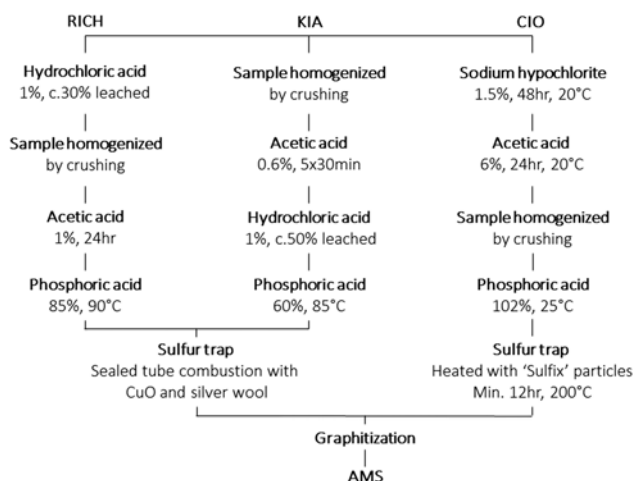 RICH
KIA
CIO
Hydrochloric acid
1%, c.30% leached
Sample homogenized
by crushing
Sodium hypochlorite
1.5%, 48hr, 20°C
Sample homogenized
by crushing
Acetic acid
0.6%, 5x30min
Acetic acid
6%, 24hr, 20°C
Acetic acid
1%, 24hr
Hydrochloric acid
1%, c.50% leached
Sample homogenized
by crushing
Phosphoric acid
85%, 90°C
Phosphoric acid
60%, 85°C
Phosphoric acid
102%, 25°C
Sulfur trap
Sealed tube combustion with
CuO and silver wool
Sulfur trap
Heated with ‘Sulfix’ particles
Min. 12hr, 200°C
Graphitization
AMS